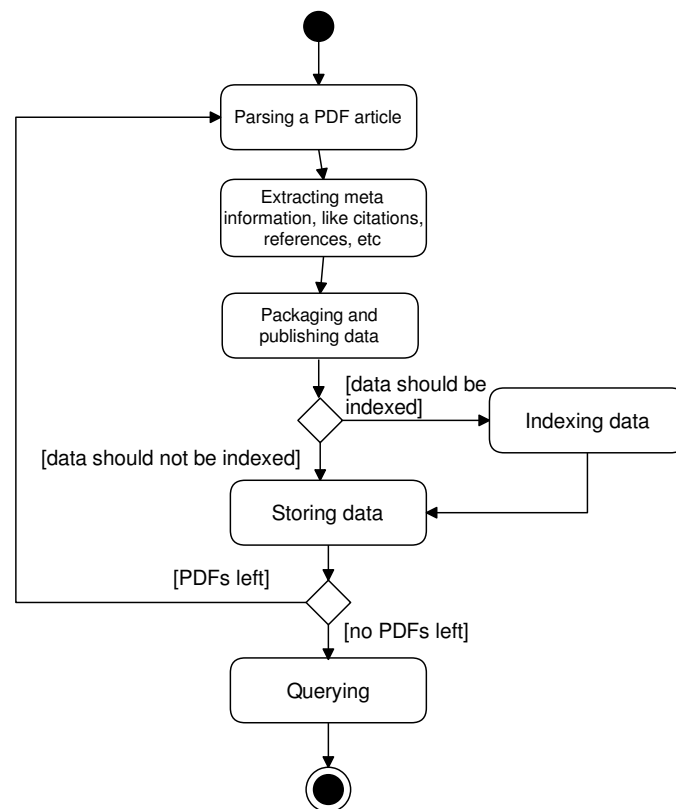 Parsing a PDF article
Extracting meta
information, like citations,
references, etc
Packaging and
publishing data
[data should be
indexed]
Indexing data
[data should not be indexed]
Storing data
[PDFs left]
[no PDFs left]
Querying